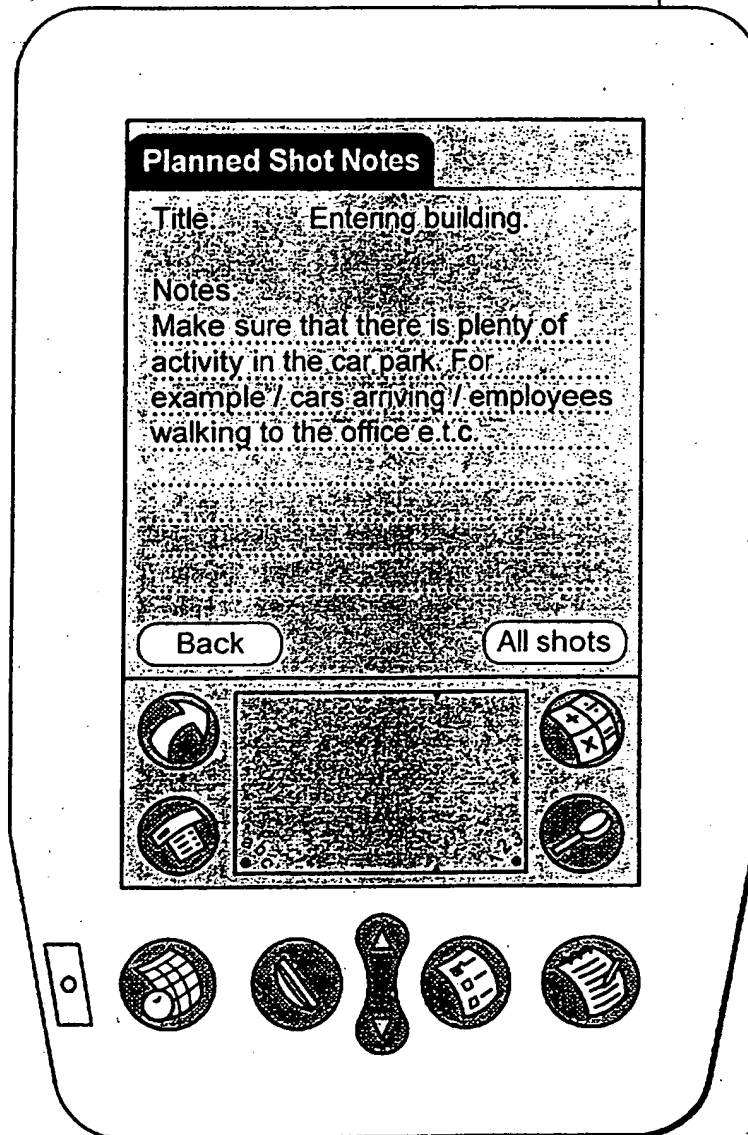 Planned Shot Notes
Title: Entering building.
Notes:
Make sure that there is plenty of
activity in the car park. For
example / cars arriving / employees
walking to the office e.t.c.
Back All shots